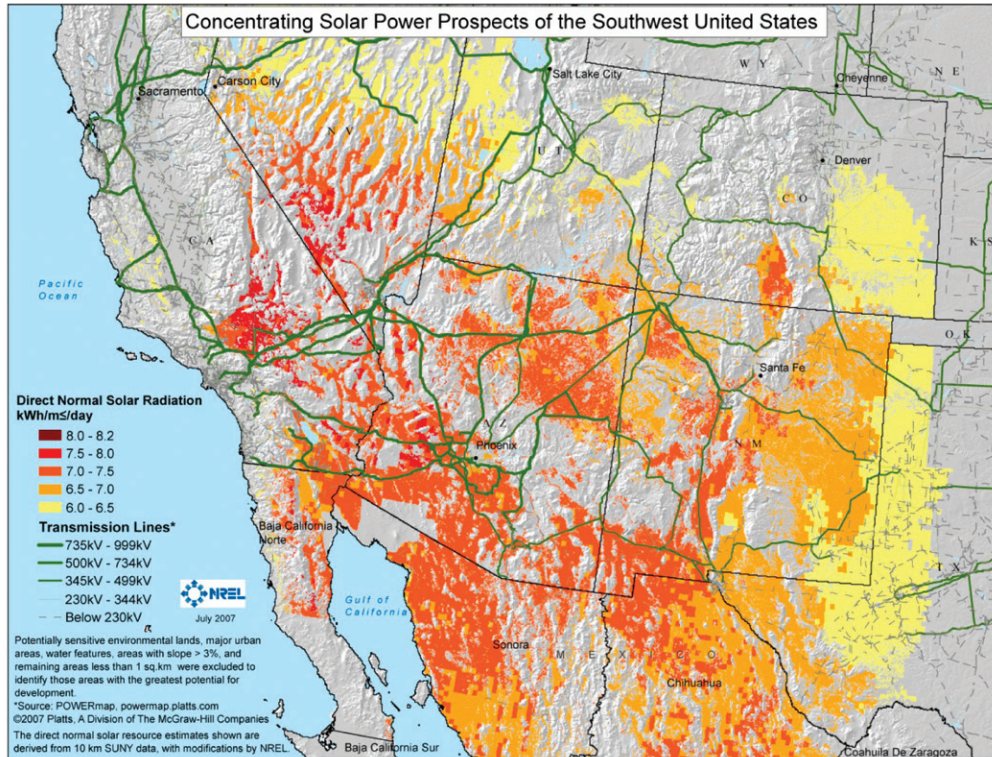 Concentrating Solar Power Prospects of the Southwest United States
WY
NE
Salt Lake City
Cheyenne
Carson City
Sacramento
NV
UT
Denver
CO
CA
KS
Pacific
Ocean
OK
Santa Fe
AZ
NM
Phoenix
TX
Baja California
Norte
Gulf of
California
Sonora
MEXICO
Chihuahua
Baja California Sur
Coahuila De Zaragoza
Direct Normal Solar Radiation
kWh/m≤/day
8.0 - 8.2
7.5 - 8.0
7.0 - 7.5
6.5 - 7.0
6.0 - 6.5
Transmission Lines*
735kV - 999kV
500kV - 734kV
345kV - 499kV
230kV - 344kV
Below 230kV
NREL
July 2007
Potentially sensitive environmental lands, major urban
areas, water features, areas with slope > 3%, and
remaining areas less than 1 sq.km were excluded to
identify those areas with the greatest potential for
development.
*Source: POWERmap, powermap.platts.com
©2007 Platts, A Division of The McGraw-Hill Companies
The direct normal solar resource estimates shown are
derived from 10 km SUNY data, with modifications by NREL.